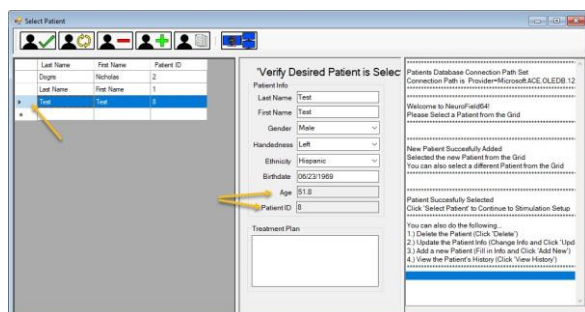 Select Patient
Last Name First Name Patient ID
Dogris Nicholas 2
Last Name First Name 1
Test Test 8
'Verify Desired Patient is Selec
Patient Info
Last Name Test
First Name Test
Gender Male
Handedness Left
Ethnicity Hispanic
Birthdate 06/23/1969
Age 51.8
Patient ID 8
Treatment Plan
Patients Database Connection Path Set
Connection Path is Provider=Microsoft.ACE.OLEDB.12
Welcome to NeuroField64!
Please Select a Patient from the Grid
New Patient Succesfully Added
Selected the new Patient from the Grid
You can also select a different Patient from the Grid
Patient Succesfully Selected
Click 'Select Patient' to Continue to Stimulation Setup
You can also do the following...
1.) Delete the Patient (Click 'Delete')
2.) Update the Patient Info (Change Info and Click 'Upd
3.) Add a new Patient (Fill in Info and Click 'Add New')
4.) View the Patient's History (Click 'View History')